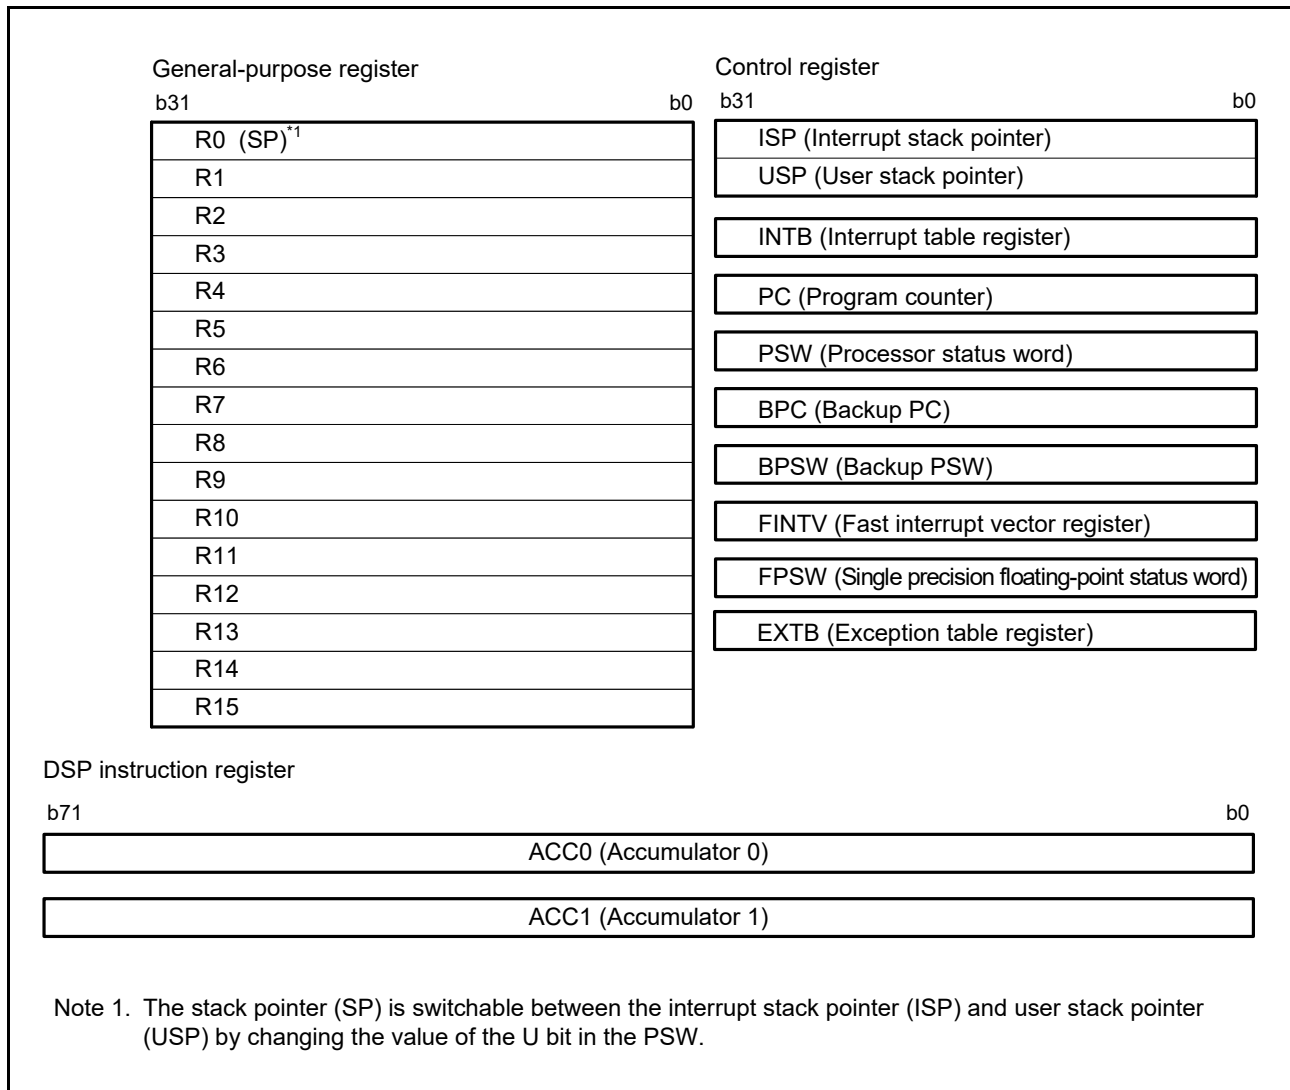 General-purpose register
b31 b0
R0 (SP)*1
R1
R2
R3
R4
R5
R6
R7
R8
R9
R10
R11
R12
R13
R14
R15
Control register
b31 b0
ISP (Interrupt stack pointer)
USP (User stack pointer)
INTB (Interrupt table register)
PC (Program counter)
PSW (Processor status word)
BPC (Backup PC)
BPSW (Backup PSW)
FINTV (Fast interrupt vector register)
FPSW (Single precision floating-point status word)
EXTB (Exception table register)
DSP instruction register
b71 b0
ACC0 (Accumulator 0)
ACC1 (Accumulator 1)
Note 1. The stack pointer (SP) is switchable between the interrupt stack pointer (ISP) and user stack pointer
(USP) by changing the value of the U bit in the PSW.